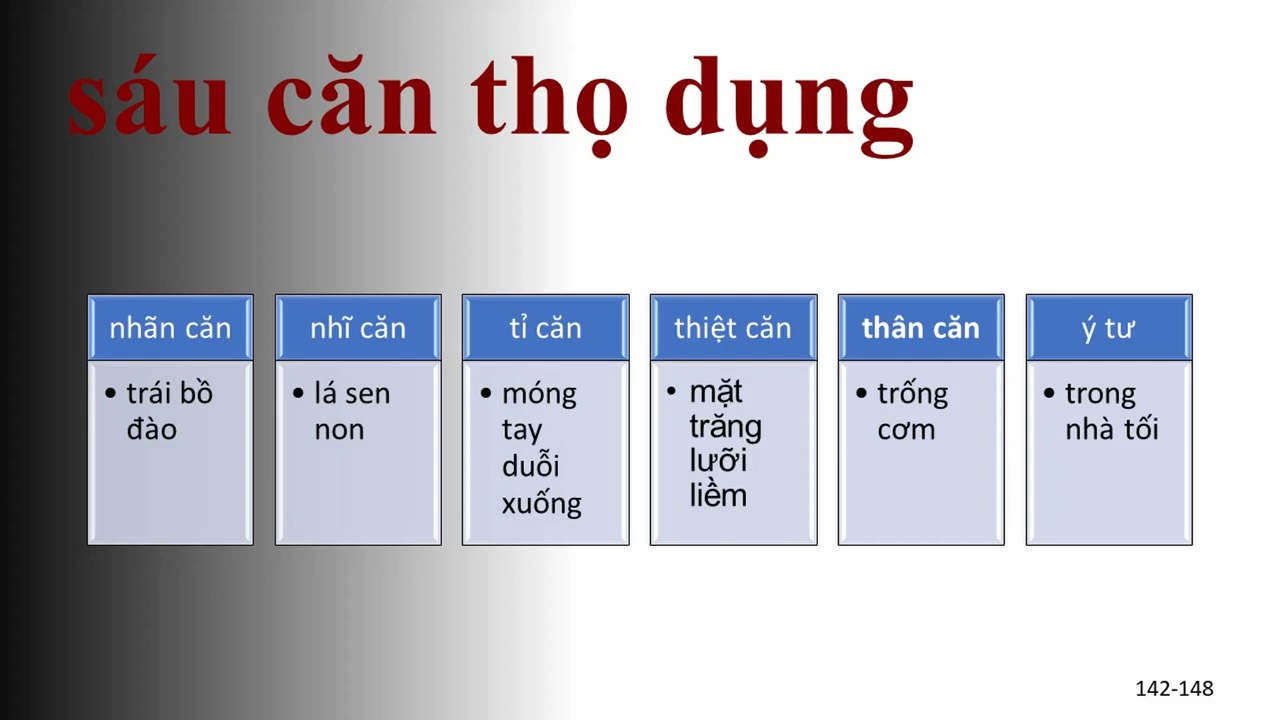 sáu căn thọ dụng
nhãn căn
• trái bồ
đào
nhĩ căn
• lá sen
non
tỉ căn
• móng
tay
duỗi
xuống
thiệt căn
• mặt
trăng
lưỡi
liềm
thân căn
• trống
cơm
ý tư
• trong
nhà tối
142-148